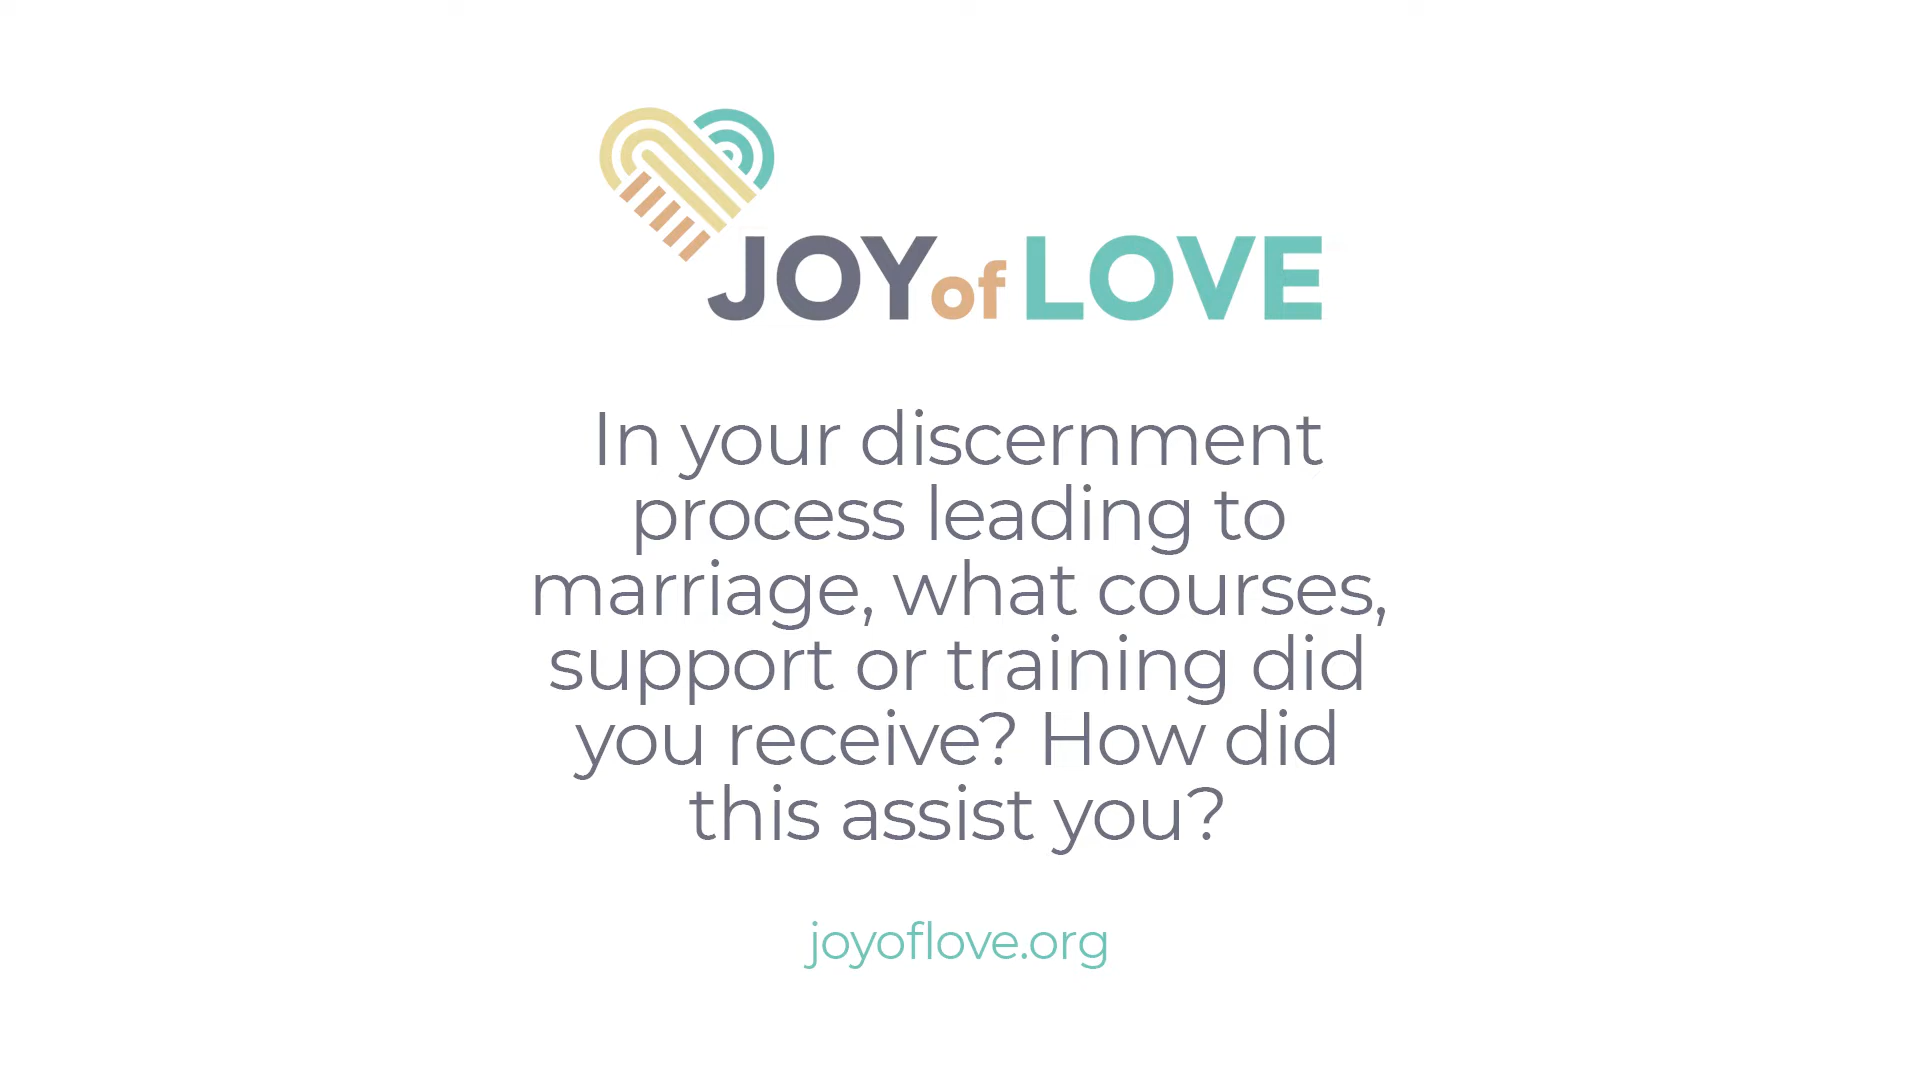 JOY of LOVE
In your discernment
process leading to
marriage, what courses,
support or training did
you receive? How did
this assist you?
joyoflove.org